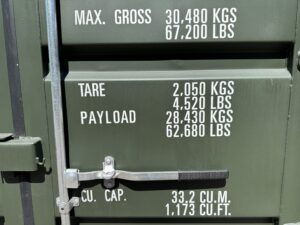 MAX. GROSS 30,480 KGS
67,200 LBS
TARE 2,050 KGS
4,520 LBS
PAYLOAD 28,430 KGS
62,680 LBS
CU. CAP. 33,2 CU.M.
1,173 CU.FT.